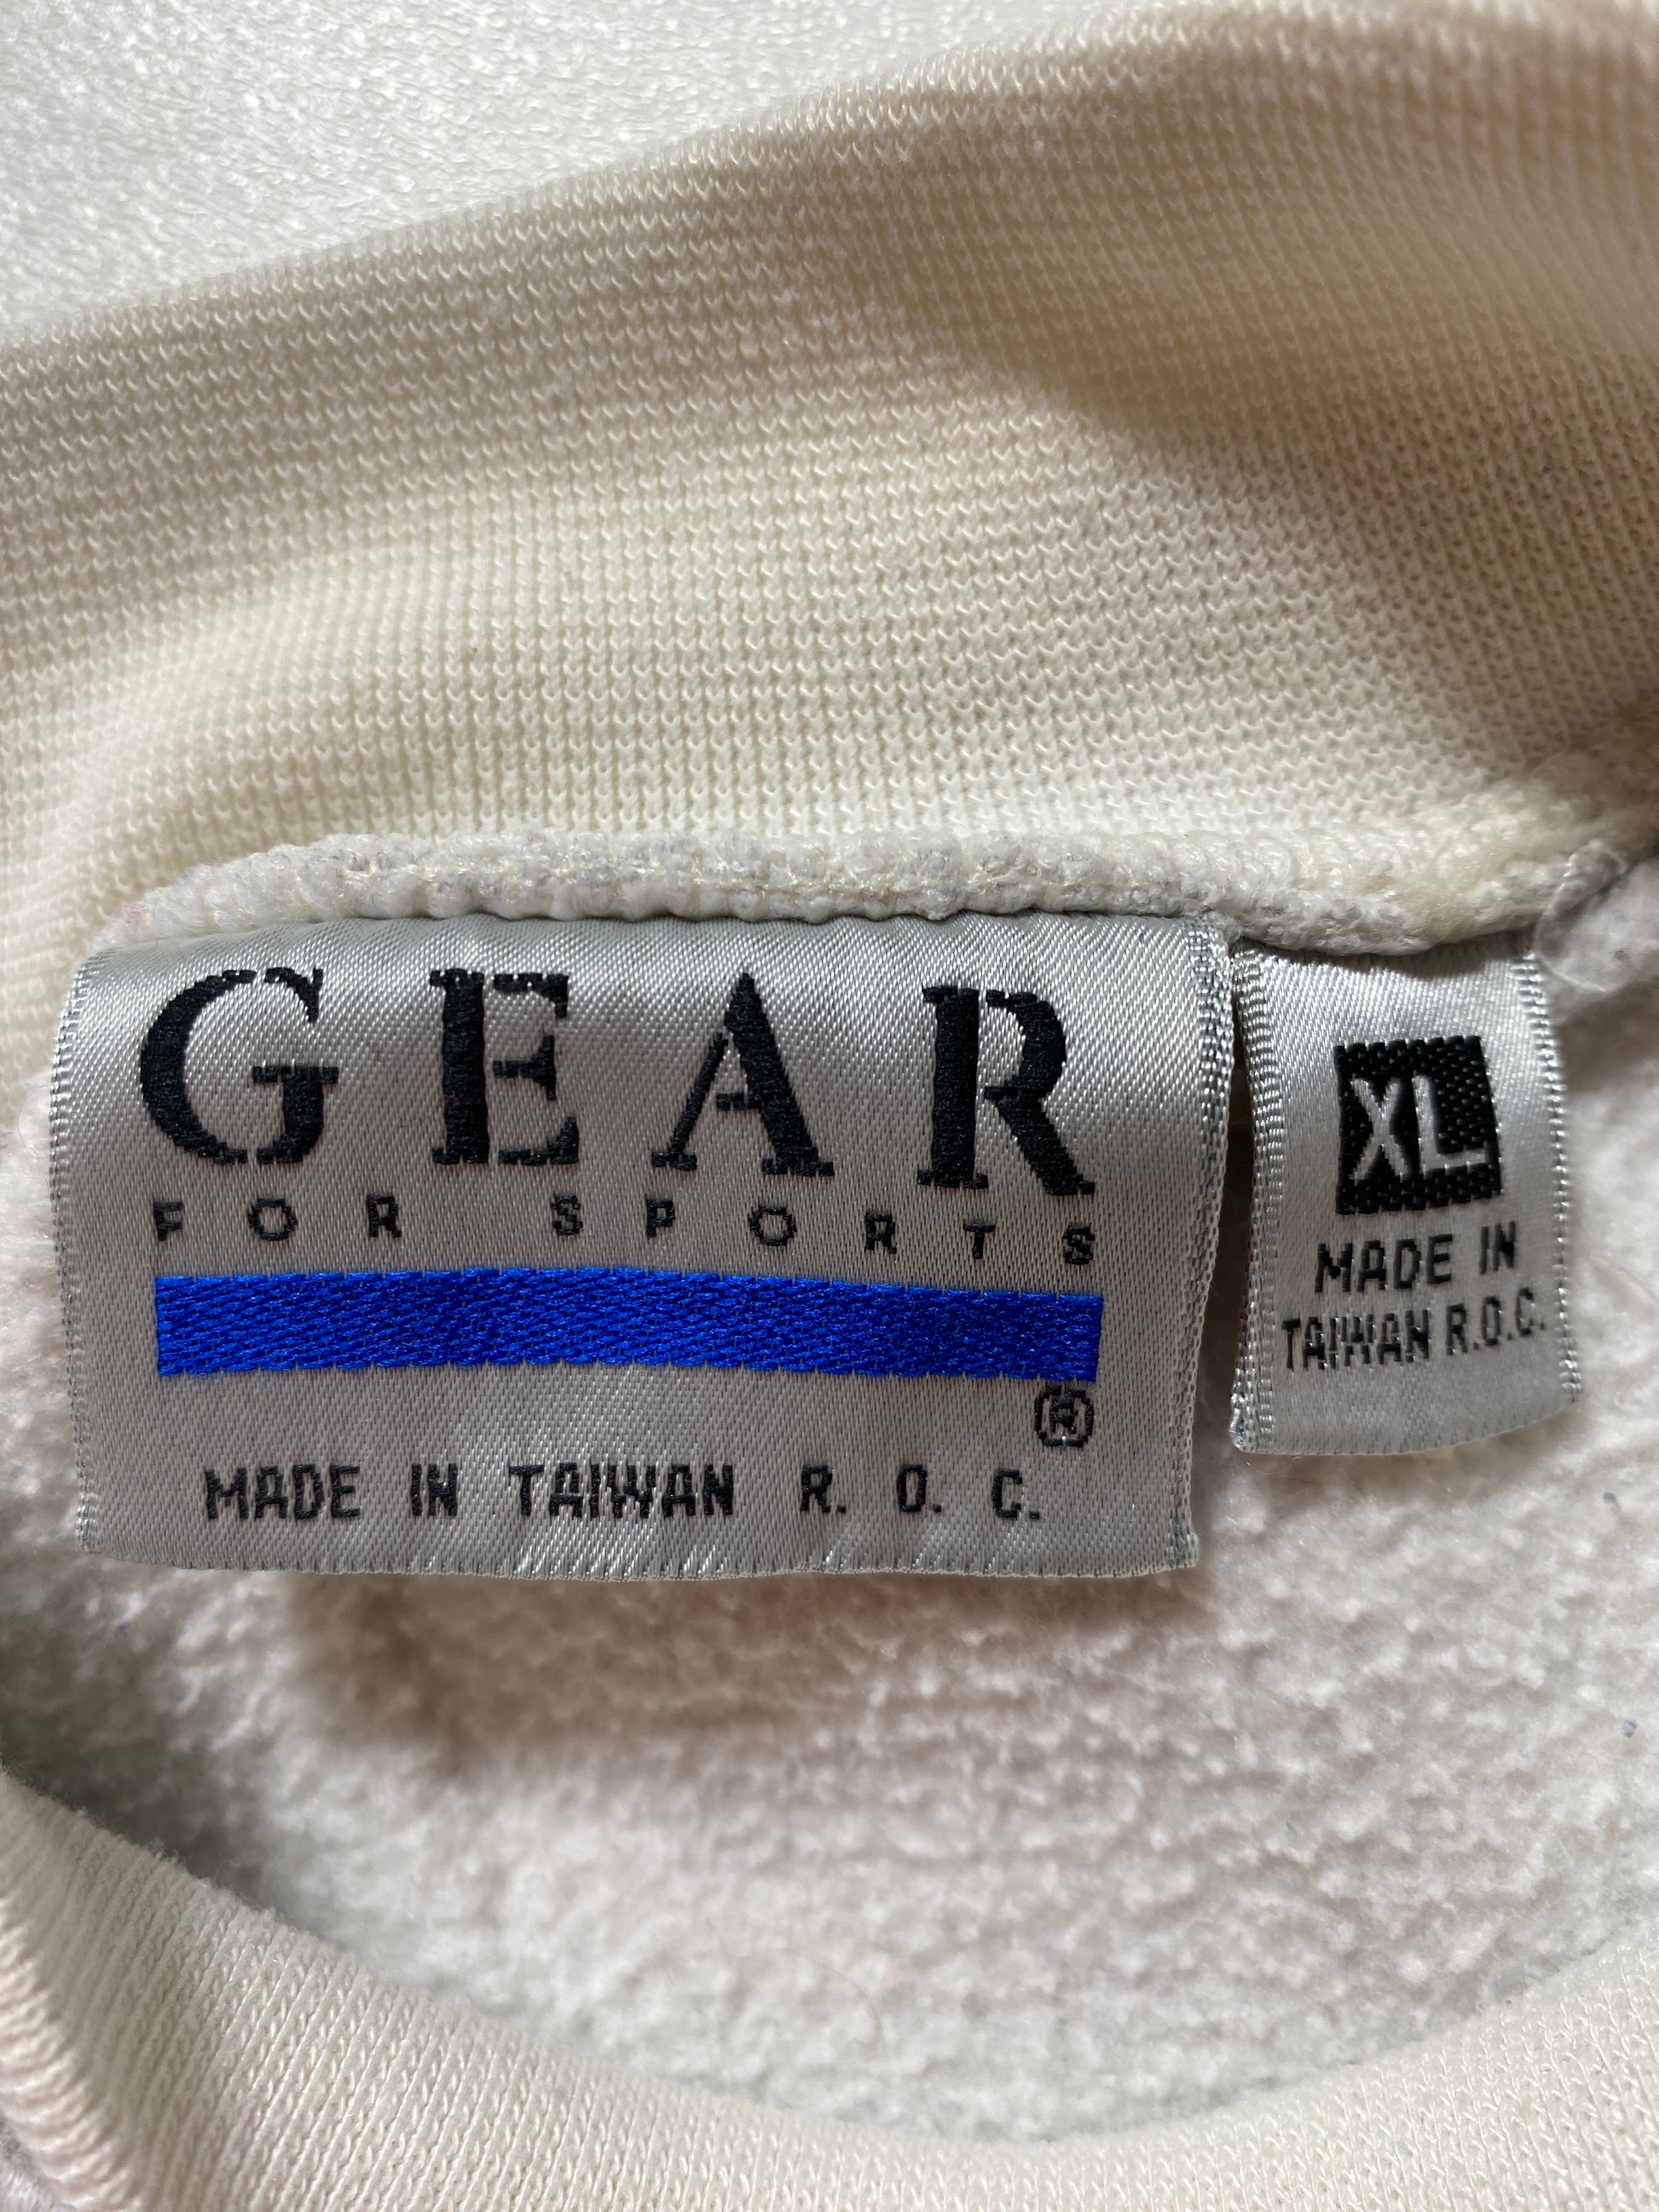 GEAR
FOR SPORTS
®
MADE IN TAIWAN R. O. C.
XL
MADE IN
TAIWAN R.O.C.